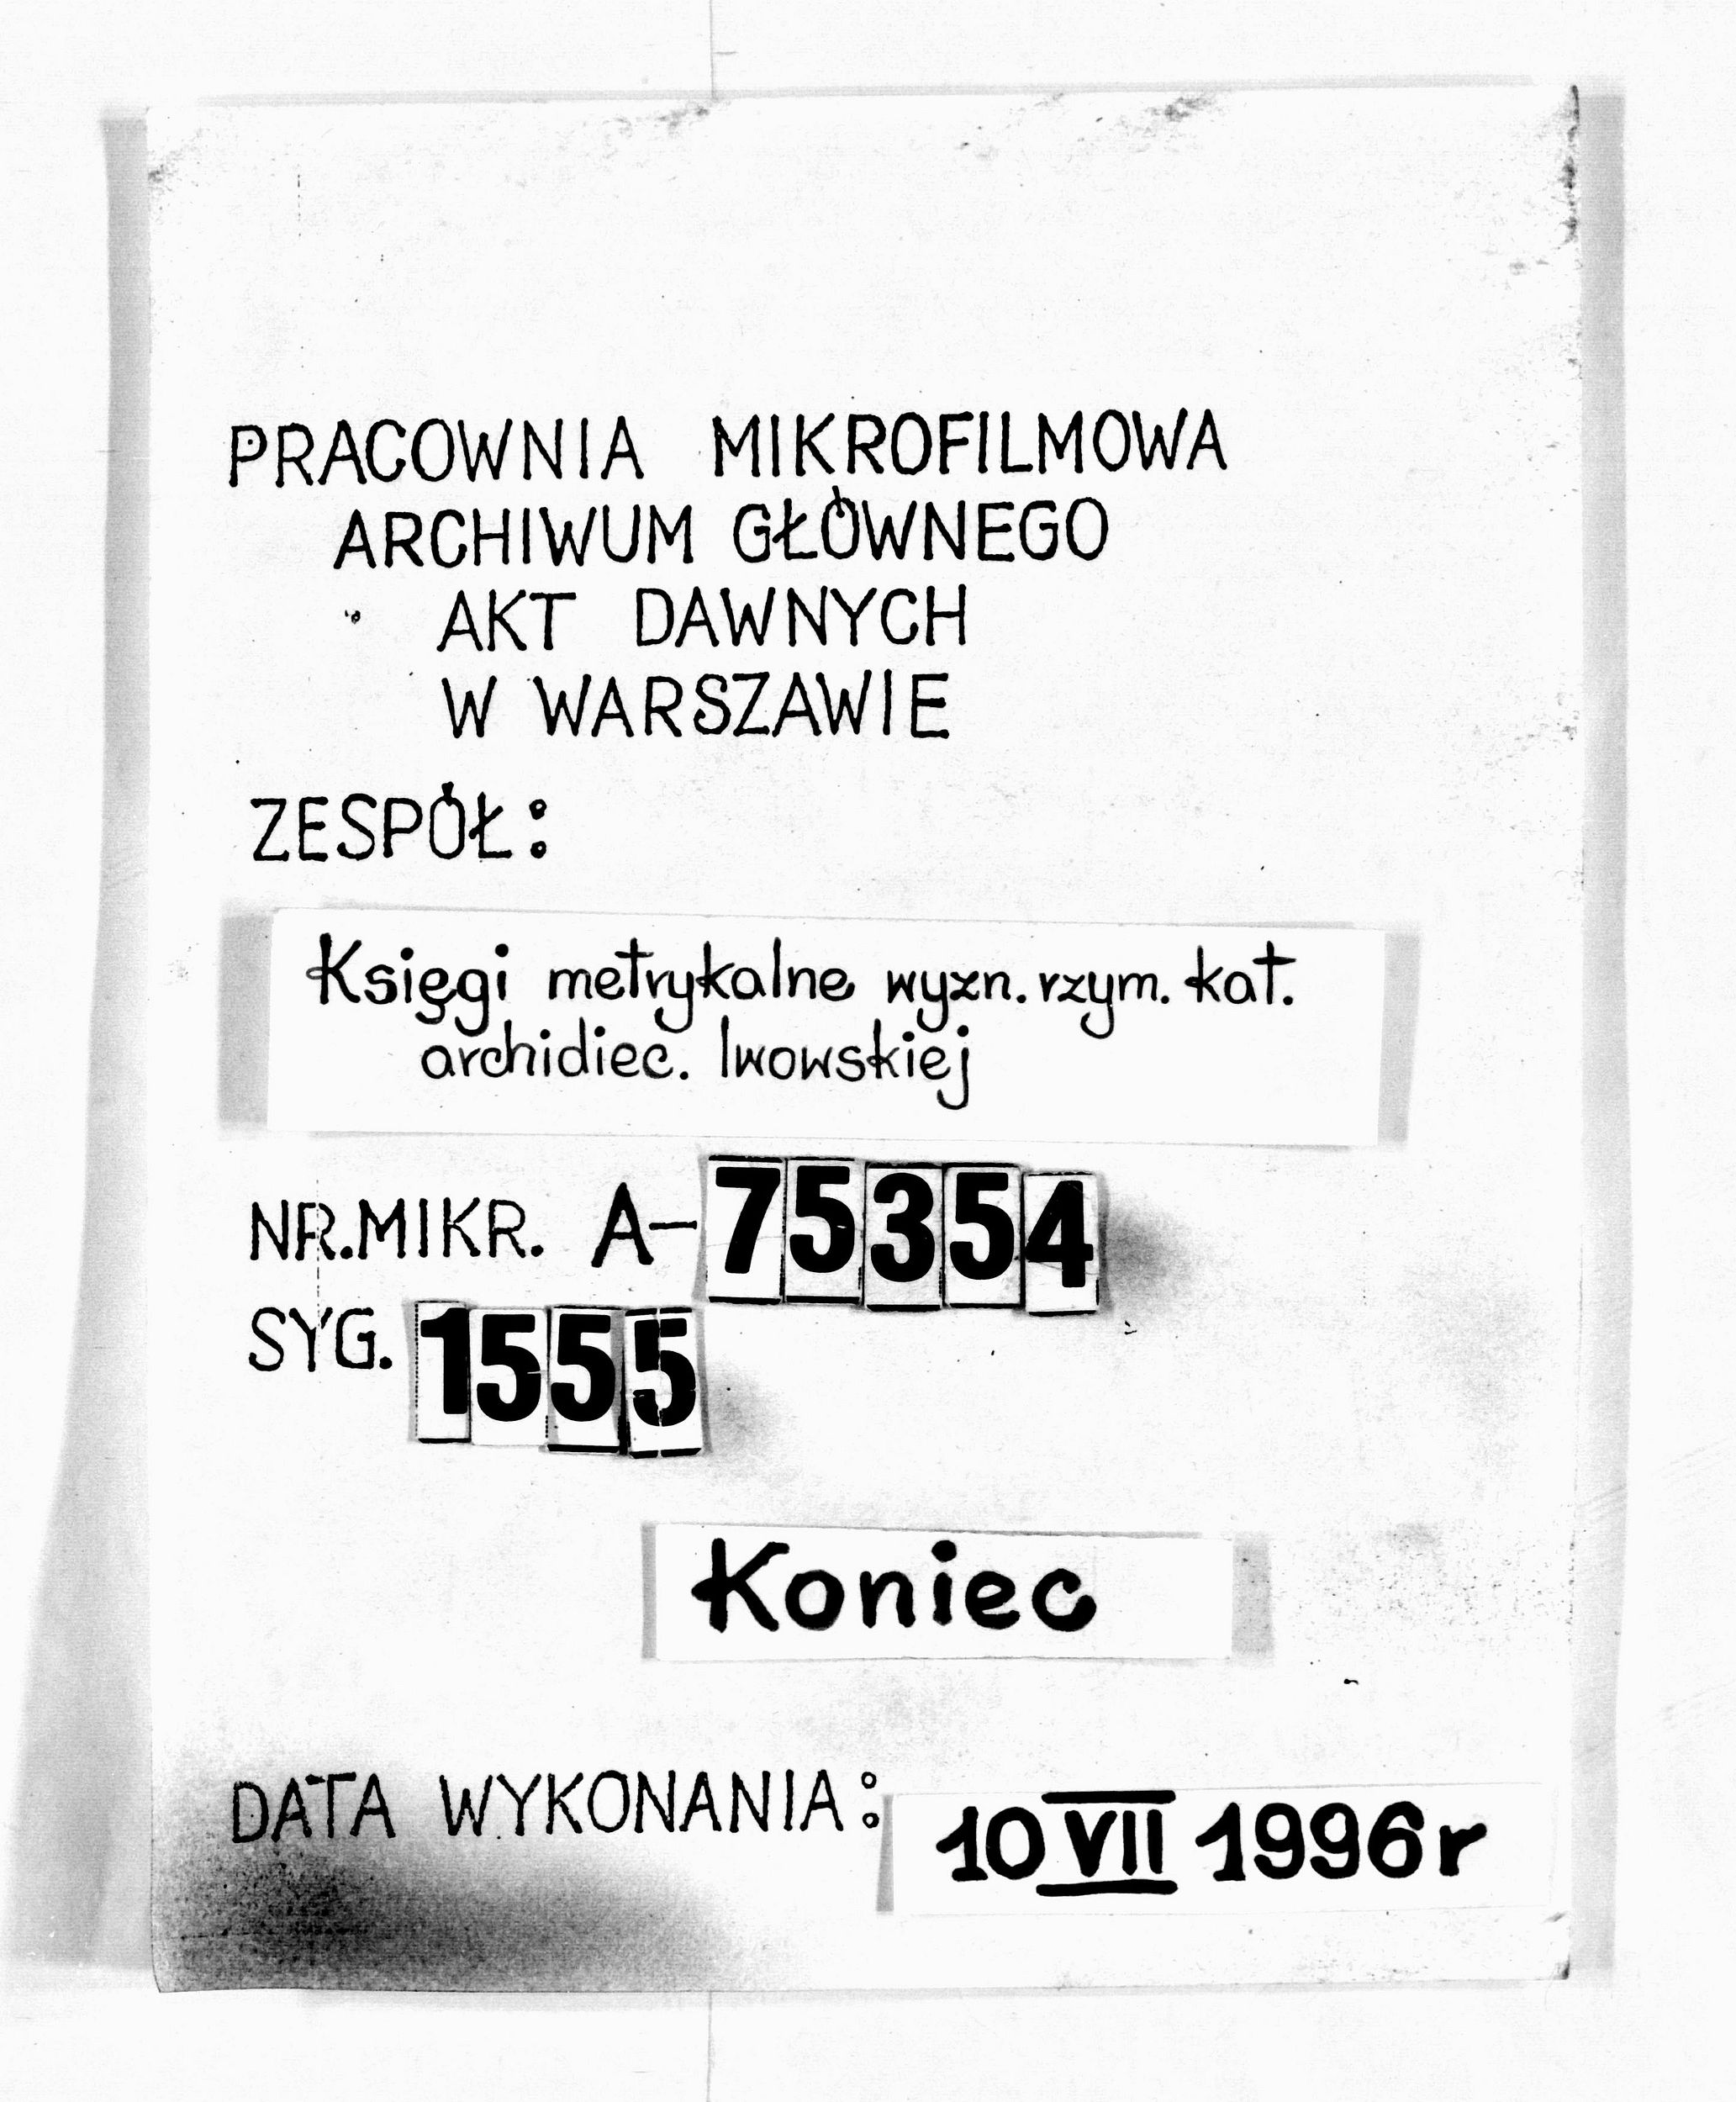 PRACOWNIA MIKROFILMOWA
ARCHIWUM GŁÓWNEGO
AKT DAWNYCH
W WARSZAWIE
ZESPÓŁ:
Księgi metrykalne wyzn. rzym. kat.
archidiec. lwowskiej
NR.MIKR. A-75354
SYG. 1555
Koniec
DATA WYKONANIA: 10 VII 1996r